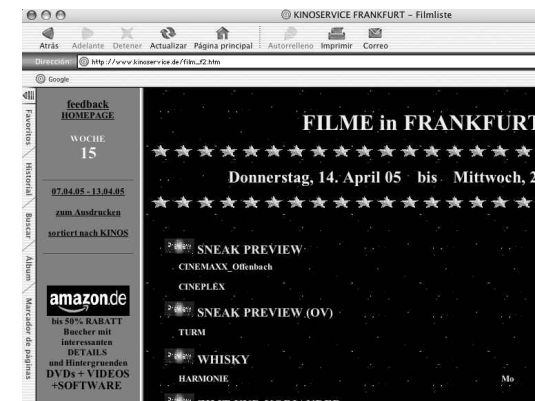 KINOSERVICE FRANKFURT - Filmliste
Atrás Adelante Detener Actualizar Página principal Autorrelleno Imprimir Correo
Dirección: http://www.kinoservice.de/film_f2.htm
Google
Favoritos
Historial
Buscar
Álbum
Marcador de páginas
feedback
HOMEPAGE
WOCHE
15
07.04.05 - 13.04.05
zum Ausdrucken
sortiert nach KINOS
amazon.de
bis 50% RABATT
Buecher mit
interessanten
DETAILS
und Hintergruenden
DVDs + VIDEOS
+SOFTWARE
FILME in FRANKFURT
Donnerstag, 14. April 05 bis Mittwoch, 2
SNEAK PREVIEW
CINEMAXX_Offenbach
CINEPLEX
SNEAK PREVIEW (OV)
TURM
WHISKY
HARMONIE Mo